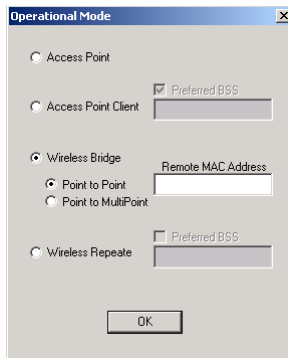 Operational Mode
Access Point
Preferred BSS
Access Point Client
Wireless Bridge
Remote MAC Address
Point to Point
Point to MultiPoint
Preferred BSS
Wireless Repeate
OK